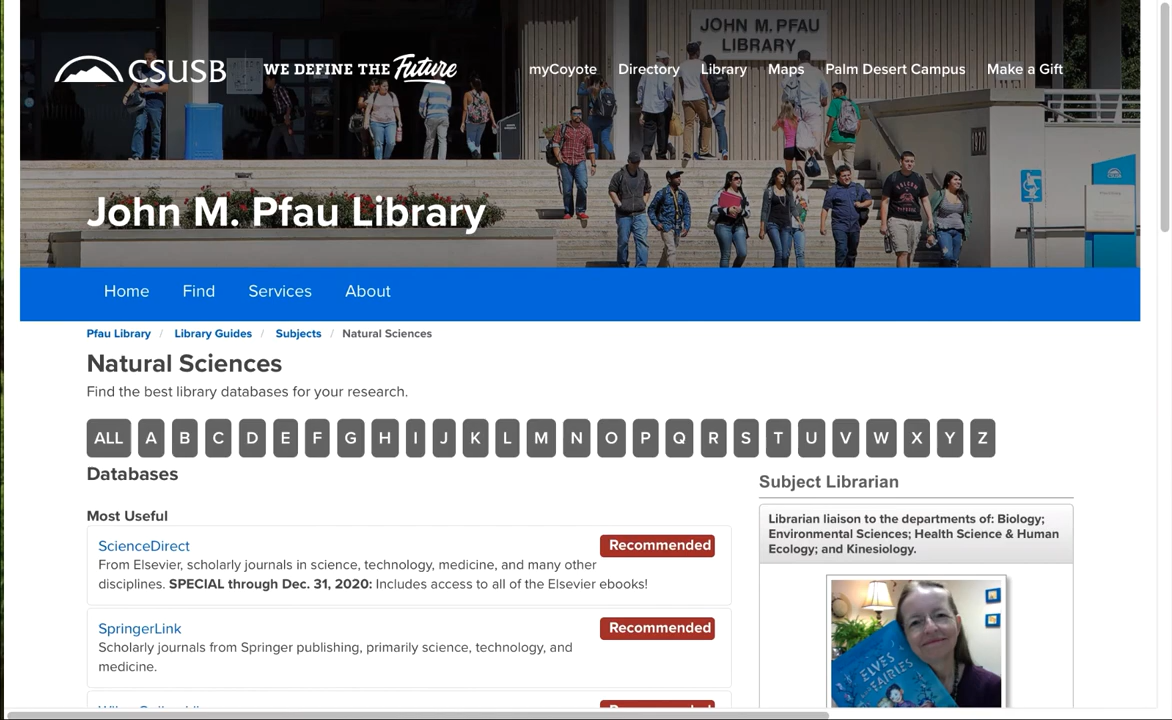 JOHN M. PFAU
LIBRARY
CSUSB WE DEFINE THE Future myCoyote Directory Library Maps Palm Desert Campus Make a Gift
John M. Pfau Library
Home Find Services About
Pfau Library / Library Guides / Subjects / Natural Sciences
Natural Sciences
Find the best library databases for your research.
ALL A B C D E F G H I J K L M N O P Q R S T U V W X Y Z
Databases
Most Useful
ScienceDirect Recommended
From Elsevier, scholarly journals in science, technology, medicine, and many other
disciplines. SPECIAL through Dec. 31, 2020: Includes access to all of the Elsevier ebooks!
SpringerLink Recommended
Scholarly journals from Springer publishing, primarily science, technology, and
medicine.
Subject Librarian
Librarian liaison to the departments of: Biology;
Environmental Sciences; Health Science & Human
Ecology; and Kinesiology.
ELVES
FAIRIES